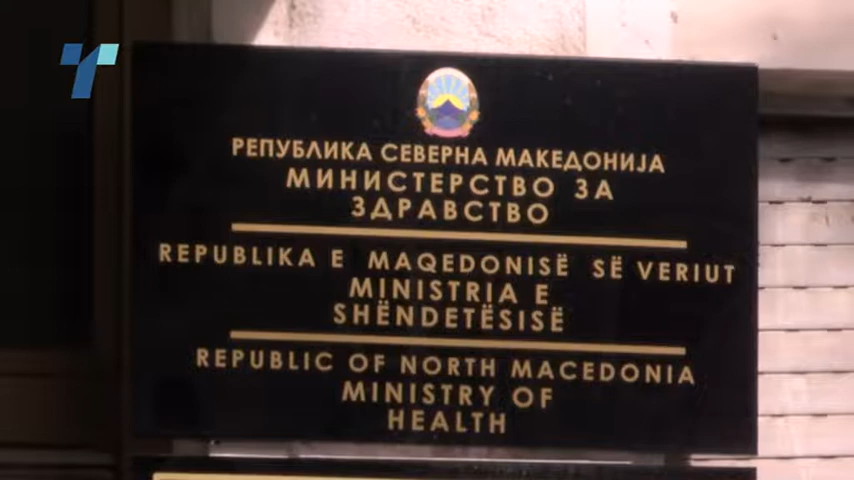 РЕПУБЛИКА СЕВЕРНА МАКЕДОНИЈА
МИНИСТЕРСТВО ЗА
ЗДРАВСТВО
REPUBLIKA E MAQEDONISË SË VERIUT
MINISTRIA E
SHËNDETËSISË
REPUBLIC OF NORTH MACEDONIA
MINISTRY OF
HEALTH